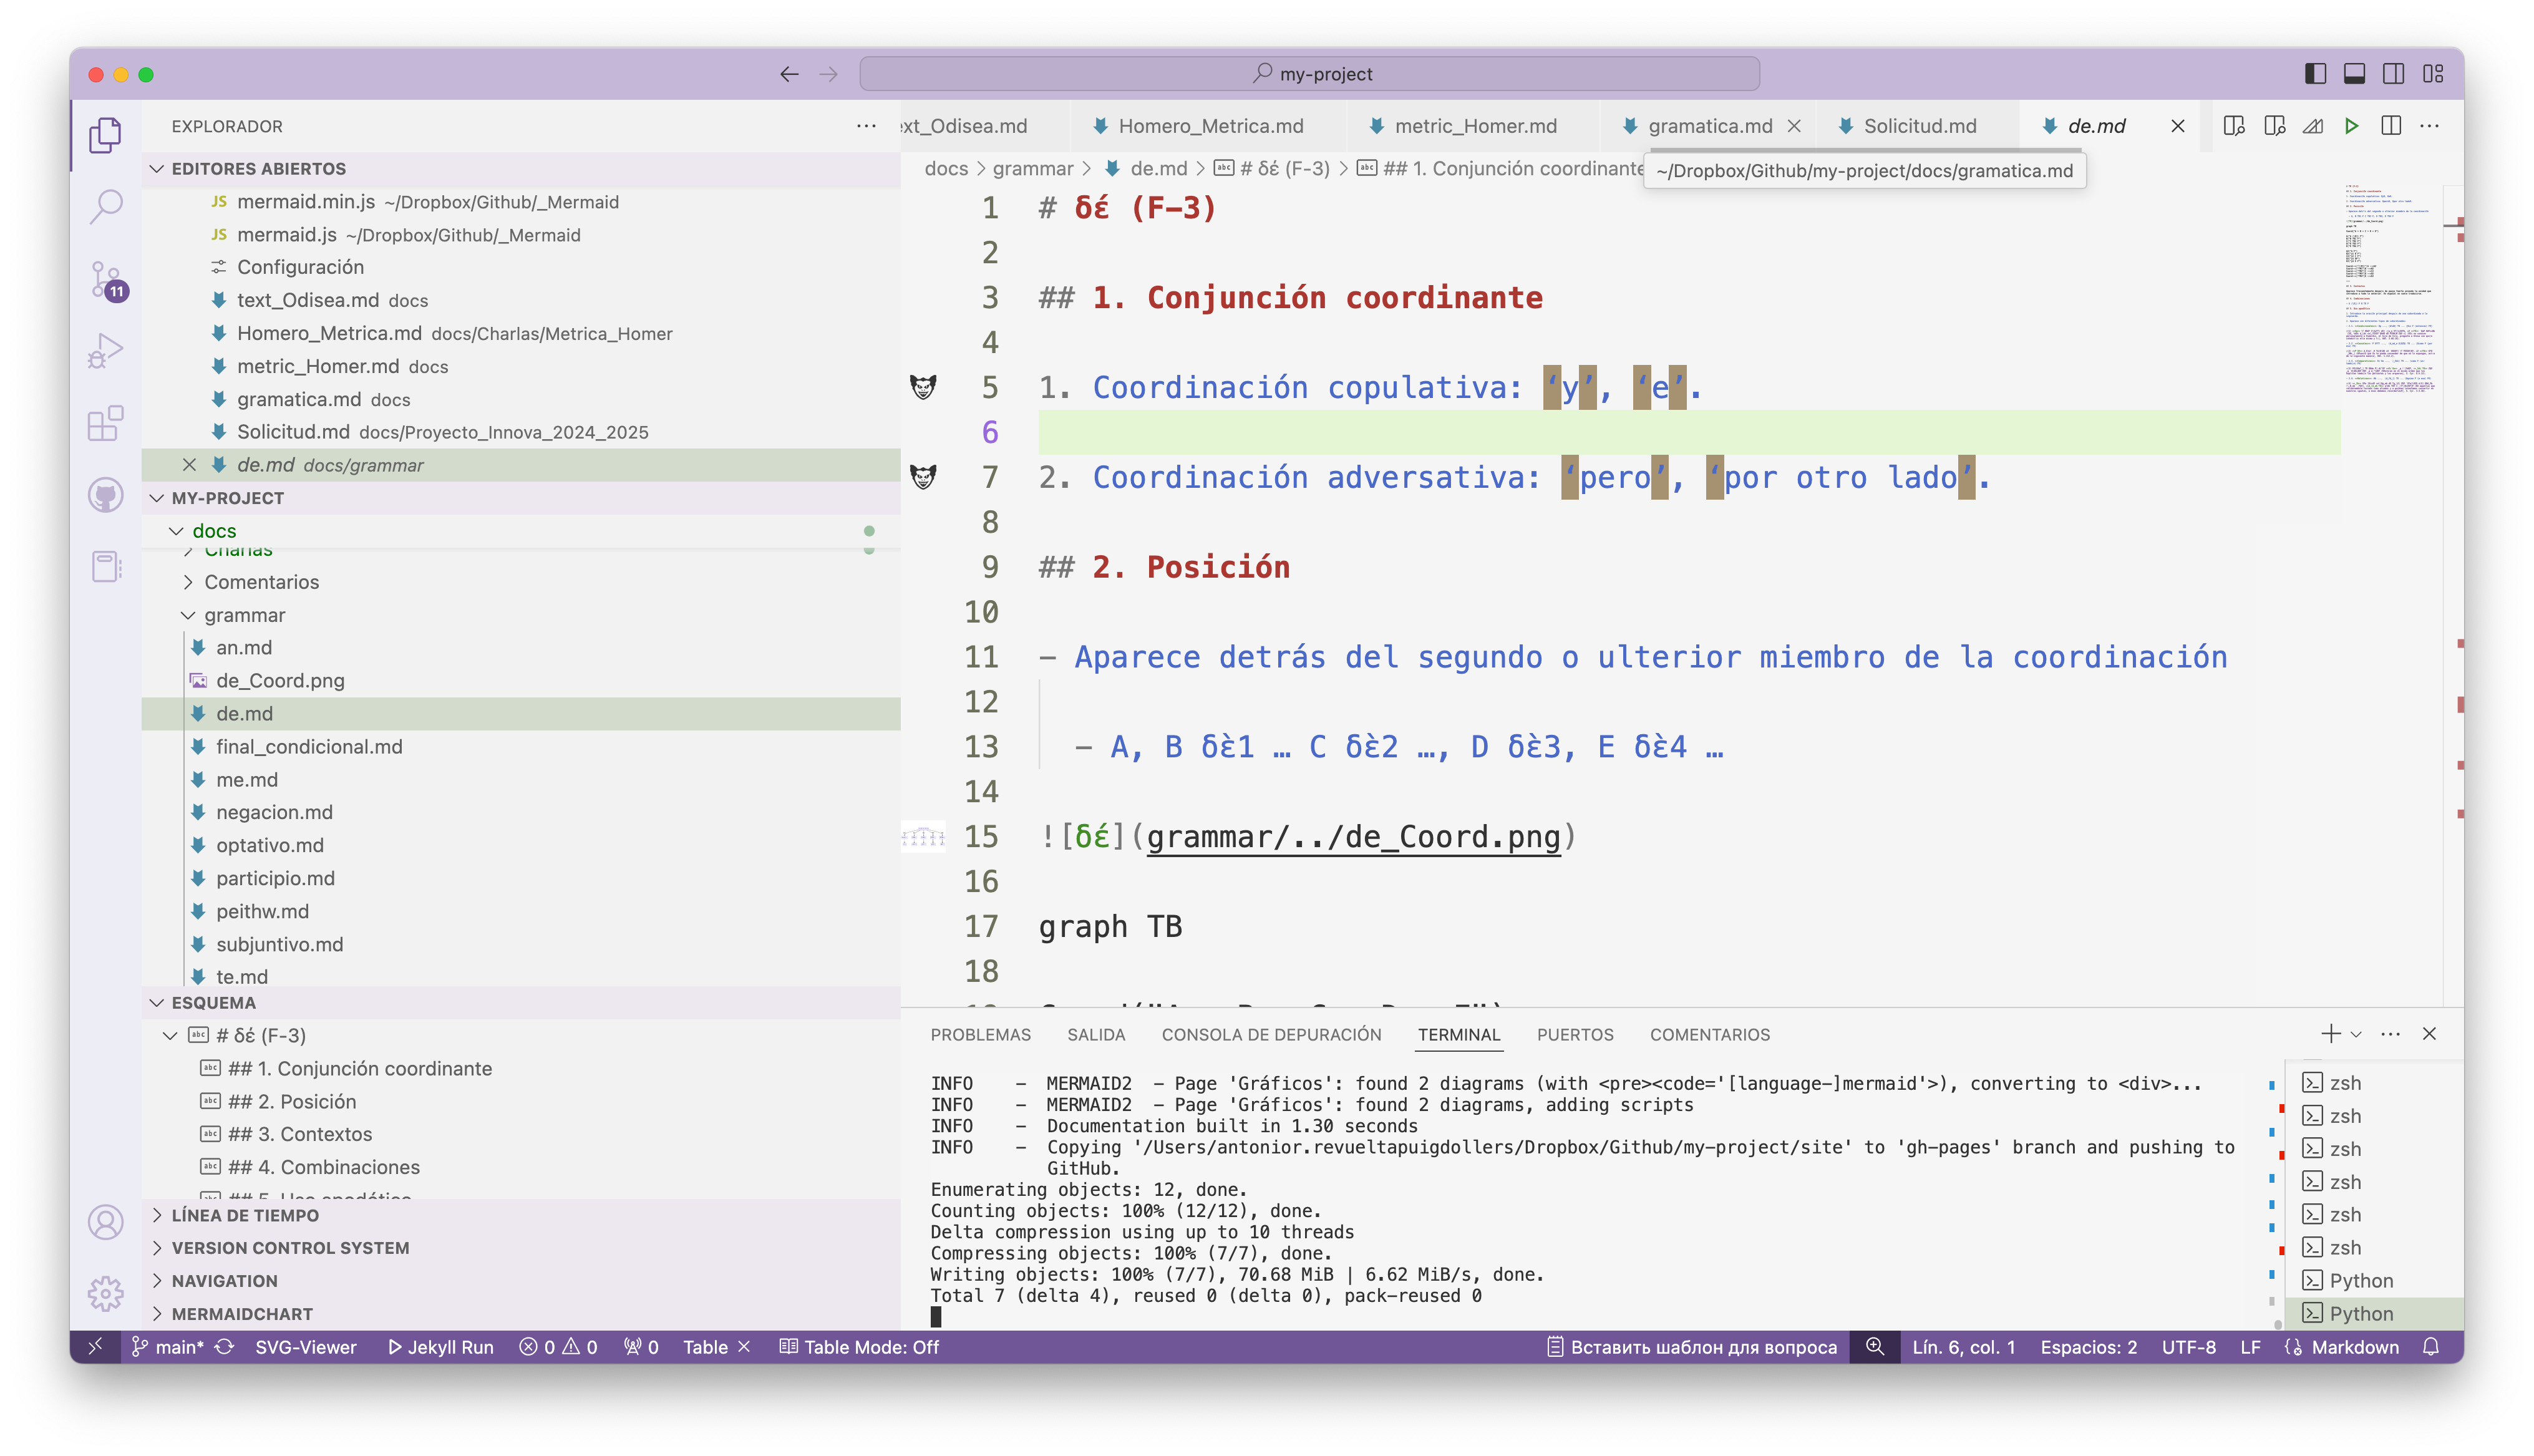 my-project
EXPLORADOR
EDITORES ABIERTOS
JS mermaid.min.js ~/Dropbox/Github/_Mermaid
JS mermaid.js ~/Dropbox/Github/_Mermaid
Configuración
text_Odisea.md docs
Homero_Metrica.md docs/Charlas/Metrica_Homer
metric_Homer.md docs
gramatica.md docs
Solicitud.md docs/Proyecto_Innova_2024_2025
de.md docs/grammar
MY-PROJECT
docs
Charlas
Comentarios
grammar
an.md
de_Coord.png
de.md
final_condicional.md
me.md
negacion.md
optativo.md
participio.md
peithw.md
subjuntivo.md
te.md
ESQUEMA
# δέ (F-3)
## 1. Conjunción coordinante
## 2. Posición
## 3. Contextos
## 4. Combinaciones
## 5. Uso apodótico
LÍNEA DE TIEMPO
VERSION CONTROL SYSTEM
NAVIGATION
MERMAIDCHART
11
ext_Odisea.md Homero_Metrica.md metric_Homer.md gramatica.md Solicitud.md de.md
docs > grammar > de.md > # δέ (F-3) > ## 1. Conjunción coordinante
~/Dropbox/Github/my-project/docs/gramatica.md
1 # δέ (F-3)
2
3 ## 1. Conjunción coordinante
4
5 1. Coordinación copulativa: ‘y’, ‘e’.
6
7 2. Coordinación adversativa: ‘pero’, ‘por otro lado’.
8
9 ## 2. Posición
10
11 - Aparece detrás del segundo o ulterior miembro de la coordinación
12
13 - A, B δὲ1 … C δὲ2 …, D δὲ3, E δὲ4 …
14
15 ![δέ](grammar/../de_Coord.png)
16
17 graph TB
18
PROBLEMAS SALIDA CONSOLA DE DEPURACIÓN TERMINAL PUERTOS COMENTARIOS
INFO - MERMAID2 - Page 'Gráficos': found 2 diagrams (with <pre><code='[language-]mermaid'>), converting to <div>...
INFO - MERMAID2 - Page 'Gráficos': found 2 diagrams, adding scripts
INFO - Documentation built in 1.30 seconds
INFO - Copying '/Users/antonior.revueltapuigdollers/Dropbox/Github/my-project/site' to 'gh-pages' branch and pushing to
GitHub.
Enumerating objects: 12, done.
Counting objects: 100% (12/12), done.
Delta compression using up to 10 threads
Compressing objects: 100% (7/7), done.
Writing objects: 100% (7/7), 70.68 MiB | 6.62 MiB/s, done.
Total 7 (delta 4), reused 0 (delta 0), pack-reused 0
zsh
zsh
zsh
zsh
zsh
zsh
Python
Python
main* SVG-Viewer Jekyll Run 0 0 0 Table Table Mode: Off Вставить шаблон для вопроса Lín. 6, col. 1 Espacios: 2 UTF-8 LF Markdown